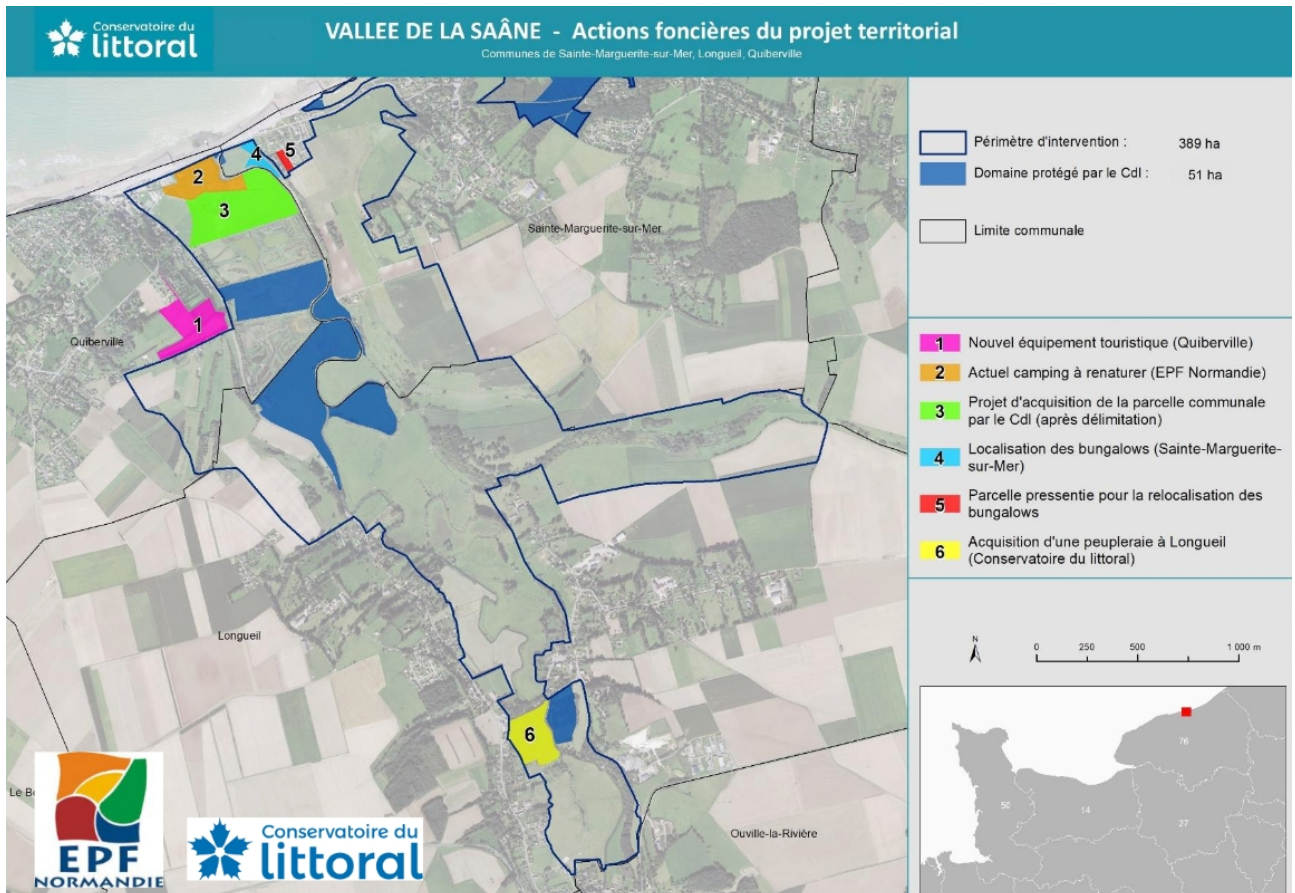 Conservatoire du
littoral
VALLEE DE LA SAÂNE - Actions foncières du projet territorial
Communes de Sainte-Marguerite-sur-Mer, Longueil, Quiberville
Périmètre d'intervention : 389 ha
Domaine protégé par le Cdl : 51 ha
Limite communale
1 Nouvel équipement touristique (Quiberville)
2 Actuel camping à renaturer (EPF Normandie)
3 Projet d'acquisition de la parcelle communale
par le Cdl (après délimitation)
4 Localisation des bungalows (Sainte-Marguerite-
sur-Mer)
5 Parcelle pressentie pour la relocalisation des
bungalows
6 Acquisition d'une peupleraie à Longueil
(Conservatoire du littoral)
N
0 250 500 1 000 m
76
50
14
27
4
5
2
3
Sainte-Marguerite-sur-Mer
1
Quiberville
Longueil
6
Le
Ouville-la-Rivière
EPF
NORMANDIE
Conservatoire du
littoral